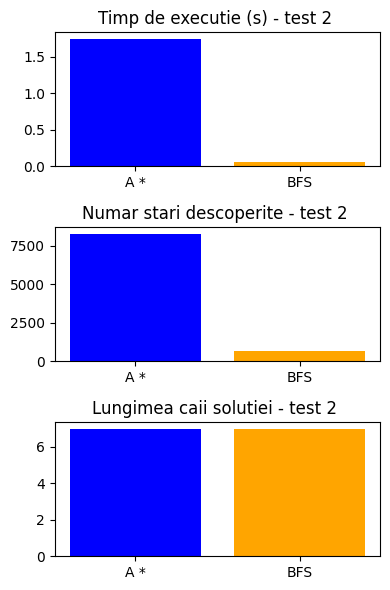 Timp de executie (s) - test 2
1.5
1.0
0.5
0.0
A *
BFS
Numar stari descoperite - test 2
7500
5000
2500
0
A *
BFS
Lungimea caii solutiei - test 2
6
4
2
0
A *
BFS